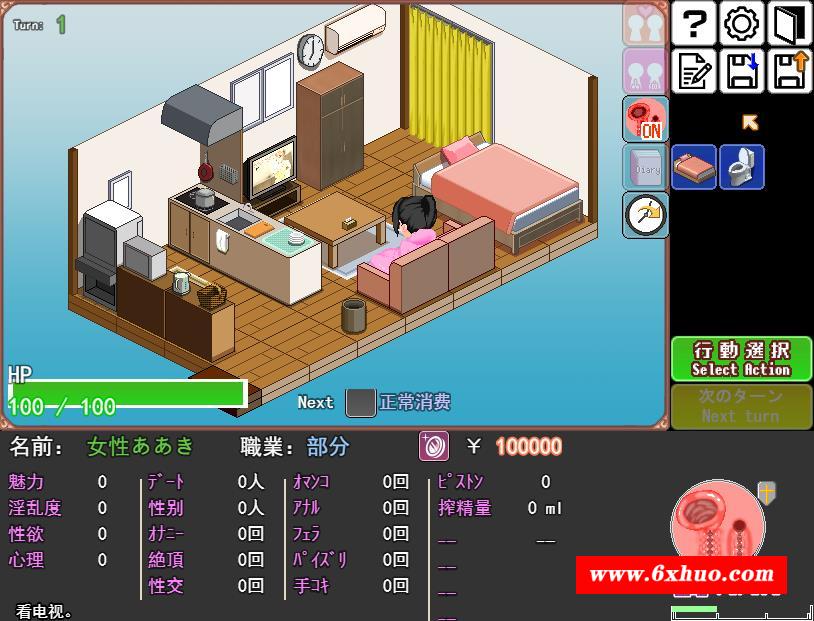 Turn: 1
ON
Diary
行動選択
Select Action
次のターン
Next turn
HP
100 / 100
Next 正常消费
名前： 女性ああき 職業：部分 ￥ 100000
魅力 0 ﾃﾞｰﾄ 0人 ｵﾏﾝｺ 0回 ﾋﾟｽﾄﾝ 0
淫乱度 0 性别 0人 ｱﾅﾙ 0回 搾精量 0 ml
性欲 0 ｵﾅﾆｰ 0回 ﾌｪﾗ 0回 __ __
心理 0 絶頂 0回 ﾊﾟｲｽﾞﾘ 0回 __
性交 0回 手コキ 0回 __
www.6xhuo.com
看电视。